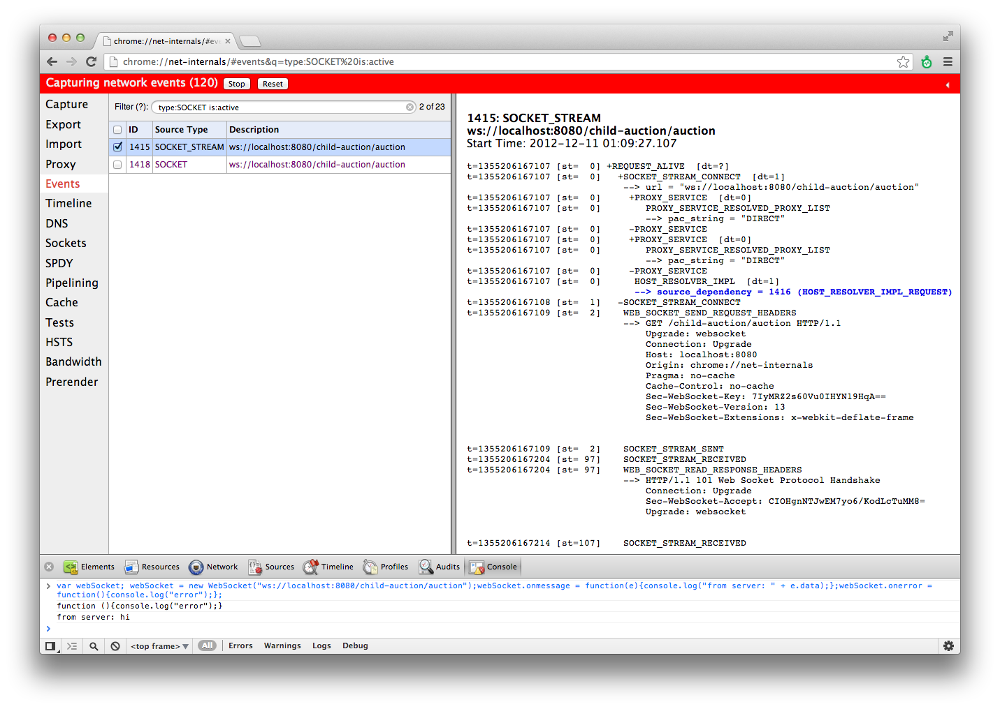 chrome://net-internals/#eve
chrome://net-internals/#events&q=type:SOCKET%20is:active
Capturing network events (120) Stop Reset
Capture
Export
Import
Proxy
Events
Timeline
DNS
Sockets
SPDY
Pipelining
Cache
Tests
HSTS
Bandwidth
Prerender
Filter (?): type:SOCKET is:active 2 of 23
ID Source Type Description
1415 SOCKET_STREAM ws://localhost:8080/child-auction/auction
1418 SOCKET ws://localhost:8080/child-auction/auction
1415: SOCKET_STREAM
ws://localhost:8080/child-auction/auction
Start Time: 2012-12-11 01:09:27.107
t=1355206167107 [st=  0] +REQUEST_ALIVE  [dt=?]
t=1355206167107 [st=  0]   +SOCKET_STREAM_CONNECT  [dt=1]
--> url = "ws://localhost:8080/child-auction/auction"
t=1355206167107 [st=  0]     +PROXY_SERVICE  [dt=0]
t=1355206167107 [st=  0]        PROXY_SERVICE_RESOLVED_PROXY_LIST
--> pac_string = "DIRECT"
t=1355206167107 [st=  0]     -PROXY_SERVICE
t=1355206167107 [st=  0]     +PROXY_SERVICE  [dt=0]
t=1355206167107 [st=  0]        PROXY_SERVICE_RESOLVED_PROXY_LIST
--> pac_string = "DIRECT"
t=1355206167107 [st=  0]     -PROXY_SERVICE
t=1355206167107 [st=  0]      HOST_RESOLVER_IMPL  [dt=1]
--> source_dependency = 1416 (HOST_RESOLVER_IMPL_REQUEST)
t=1355206167108 [st=  1]   -SOCKET_STREAM_CONNECT
t=1355206167109 [st=  2]    WEB_SOCKET_SEND_REQUEST_HEADERS
--> GET /child-auction/auction HTTP/1.1
Upgrade: websocket
Connection: Upgrade
Host: localhost:8080
Origin: chrome://net-internals
Pragma: no-cache
Cache-Control: no-cache
Sec-WebSocket-Key: 7IyMRZ2s60Vu0IHYN19HqA==
Sec-WebSocket-Version: 13
Sec-WebSocket-Extensions: x-webkit-deflate-frame
t=1355206167109 [st=  2]    SOCKET_STREAM_SENT
t=1355206167204 [st= 97]    SOCKET_STREAM_RECEIVED
t=1355206167204 [st= 97]    WEB_SOCKET_READ_RESPONSE_HEADERS
--> HTTP/1.1 101 Web Socket Protocol Handshake
Connection: Upgrade
Sec-WebSocket-Accept: CIOHgnNTJwEM7yo6/KodLcTuMM8=
Upgrade: websocket
t=1355206167214 [st=107]    SOCKET_STREAM_RECEIVED
Elements Resources Network Sources Timeline Profiles Audits Console
> var webSocket; webSocket = new WebSocket("ws://localhost:8080/child-auction/auction");webSocket.onmessage = function(e){console.log("from server: " + e.data);};webSocket.onerror =
function(){console.log("error");};
function (){console.log("error");}
from server: hi
>
<top frame> All Errors Warnings Logs Debug